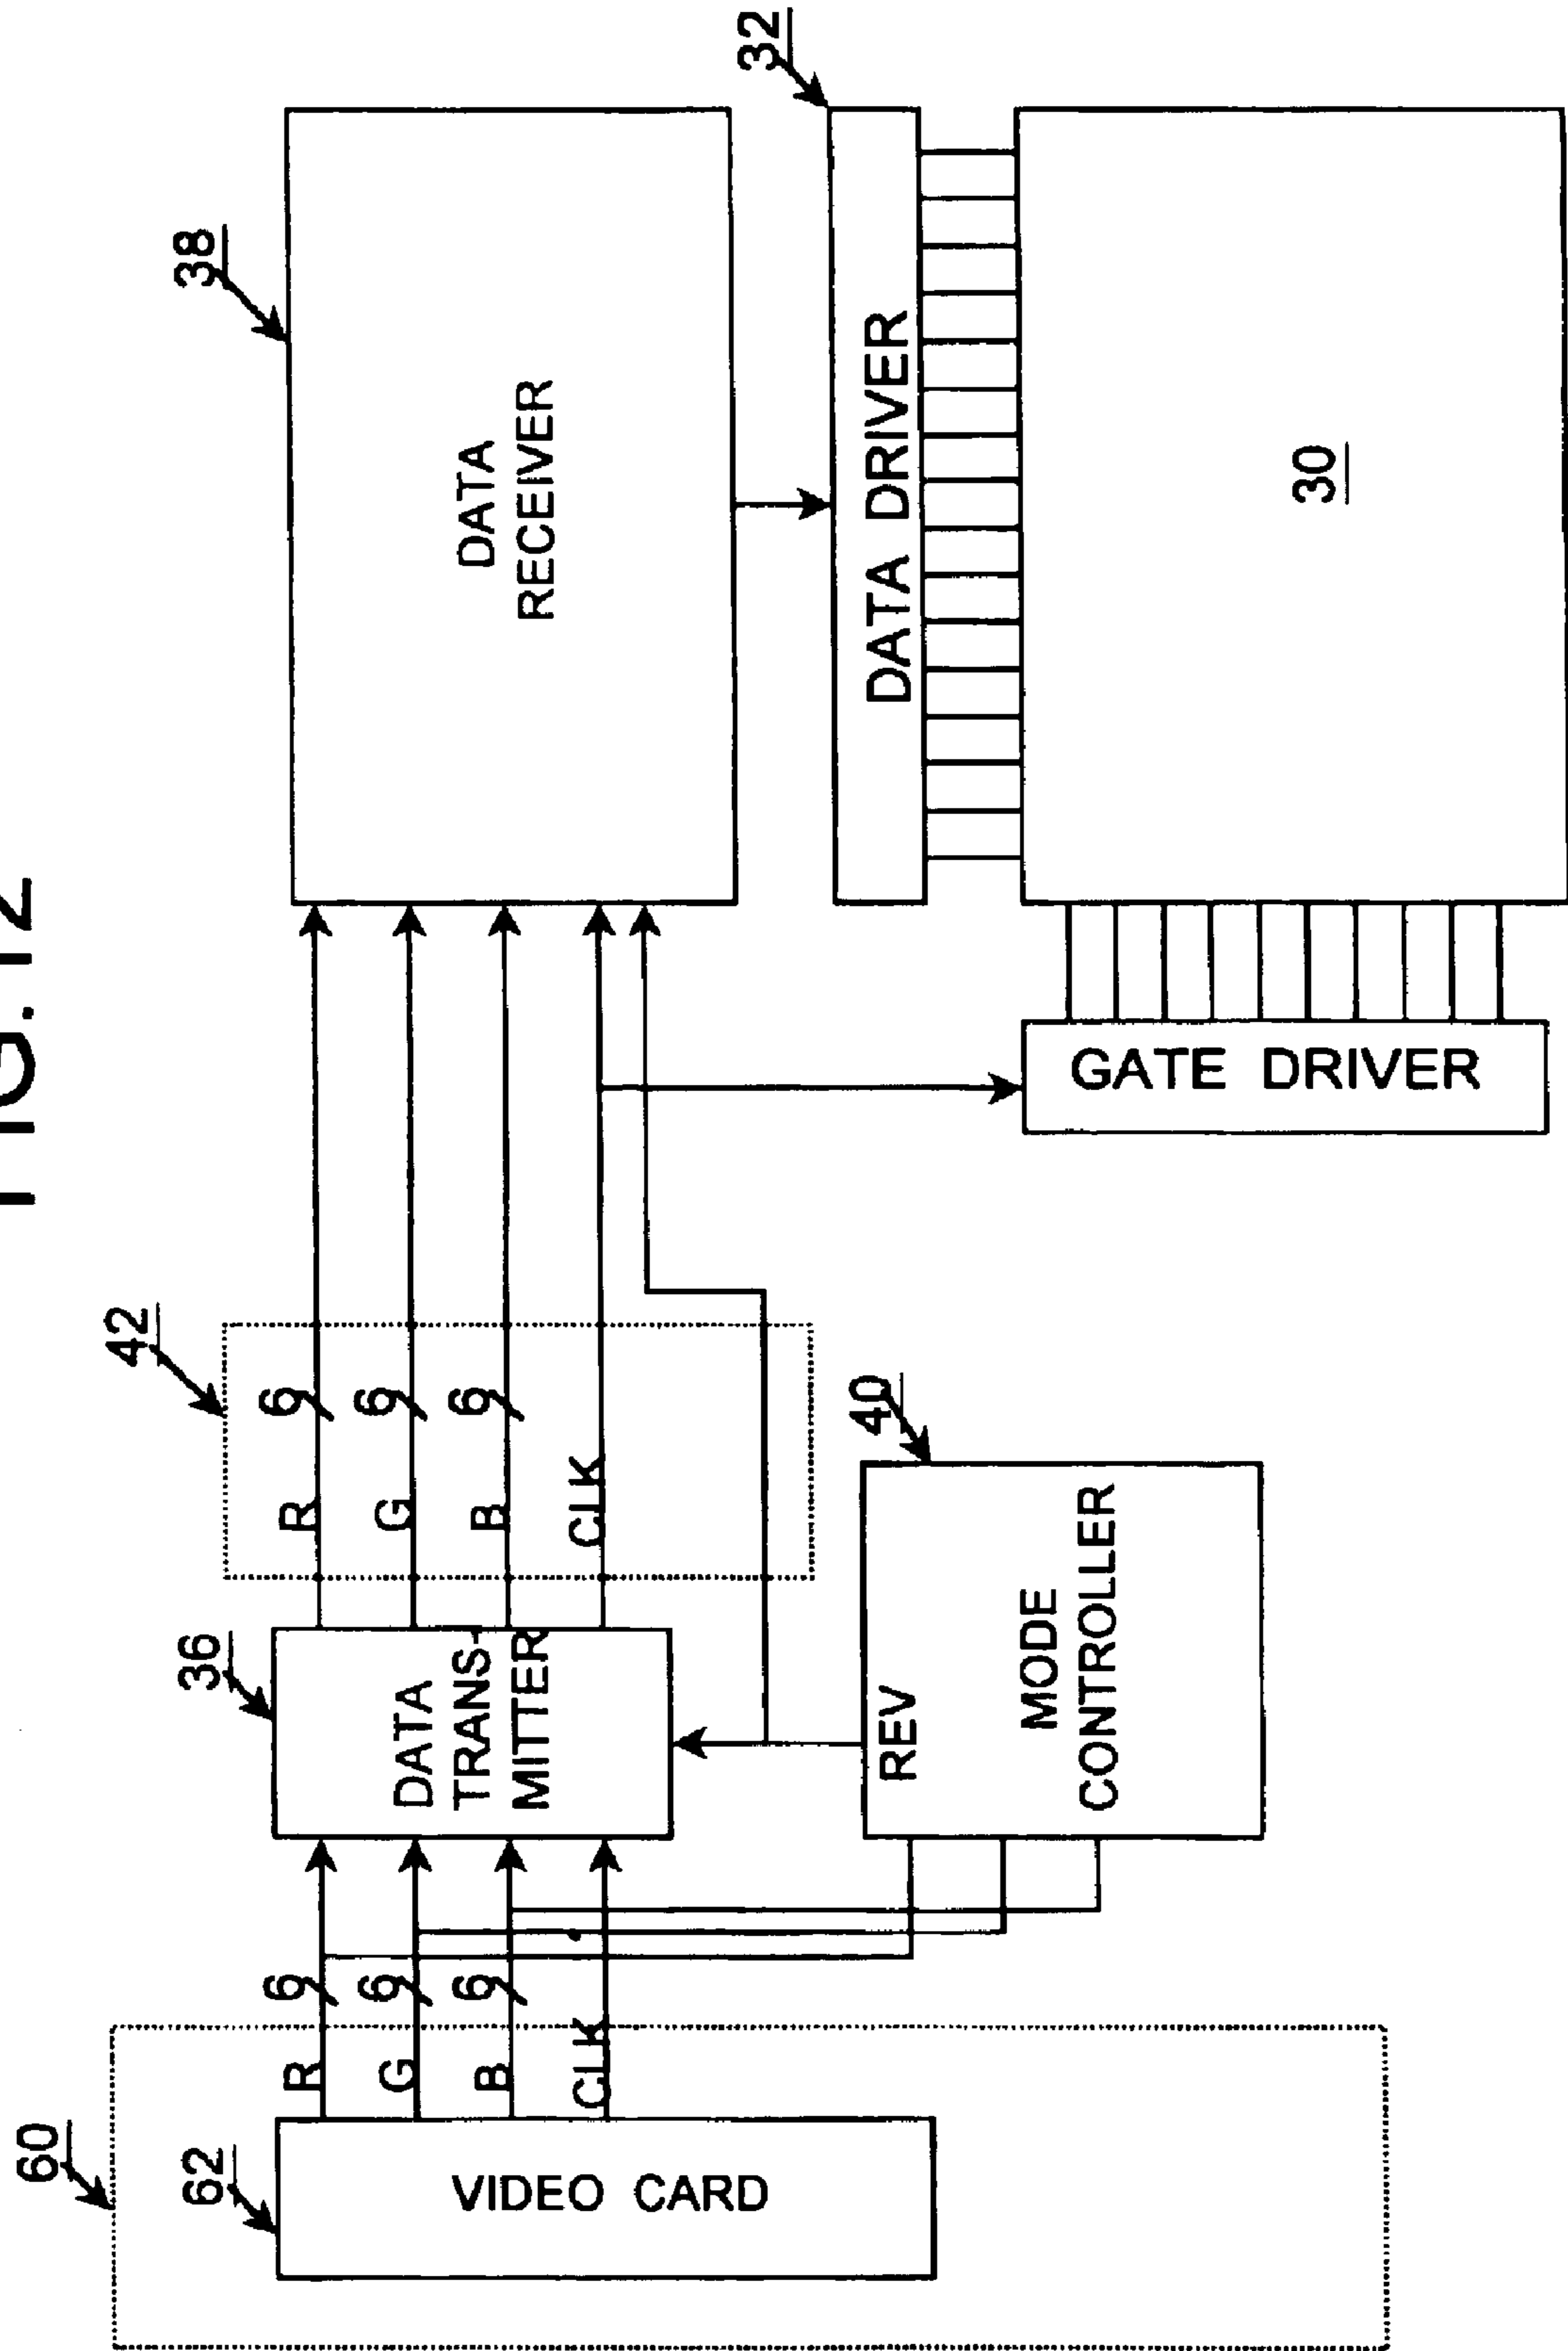 FIG.12
60
62
VIDEO CARD
R
6
G
6
B
6
CLK
36
DATA
TRANS-
MITTER
42
R
6
G
6
B
6
CLK
38
DATA
RECEIVER
REV
MODE
CONTROLLER
40
32
DATA DRIVER
GATE DRIVER
30